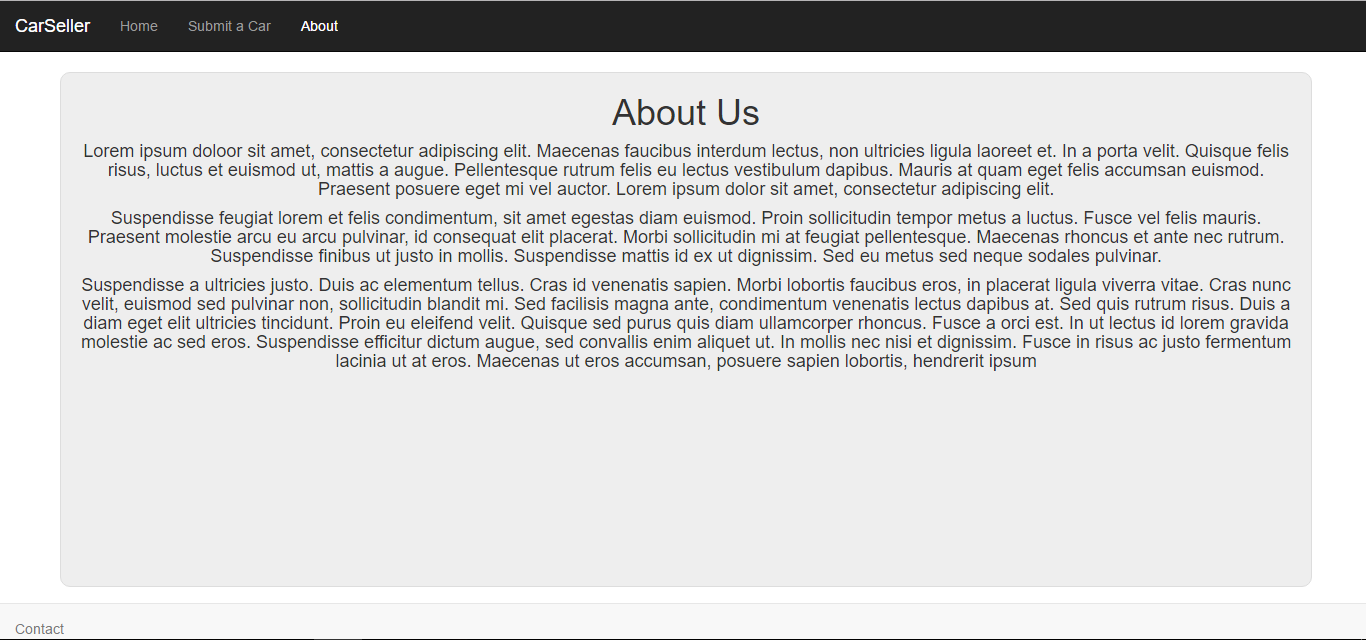 CarSeller Home Submit a Car About
About Us
Lorem ipsum doloor sit amet, consectetur adipiscing elit. Maecenas faucibus interdum lectus, non ultricies ligula laoreet et. In a porta velit. Quisque felis
risus, luctus et euismod ut, mattis a augue. Pellentesque rutrum felis eu lectus vestibulum dapibus. Mauris at quam eget felis accumsan euismod.
Praesent posuere eget mi vel auctor. Lorem ipsum dolor sit amet, consectetur adipiscing elit.
Suspendisse feugiat lorem et felis condimentum, sit amet egestas diam euismod. Proin sollicitudin tempor metus a luctus. Fusce vel felis mauris.
Praesent molestie arcu eu arcu pulvinar, id consequat elit placerat. Morbi sollicitudin mi at feugiat pellentesque. Maecenas rhoncus et ante nec rutrum.
Suspendisse finibus ut justo in mollis. Suspendisse mattis id ex ut dignissim. Sed eu metus sed neque sodales pulvinar.
Suspendisse a ultricies justo. Duis ac elementum tellus. Cras id venenatis sapien. Morbi lobortis faucibus eros, in placerat ligula viverra vitae. Cras nunc
velit, euismod sed pulvinar non, sollicitudin blandit mi. Sed facilisis magna ante, condimentum venenatis lectus dapibus at. Sed quis rutrum risus. Duis a
diam eget elit ultricies tincidunt. Proin eu eleifend velit. Quisque sed purus quis diam ullamcorper rhoncus. Fusce a orci est. In ut lectus id lorem gravida
molestie ac sed eros. Suspendisse efficitur dictum augue, sed convallis enim aliquet ut. In mollis nec nisi et dignissim. Fusce in risus ac justo fermentum
lacinia ut at eros. Maecenas ut eros accumsan, posuere sapien lobortis, hendrerit ipsum
Contact